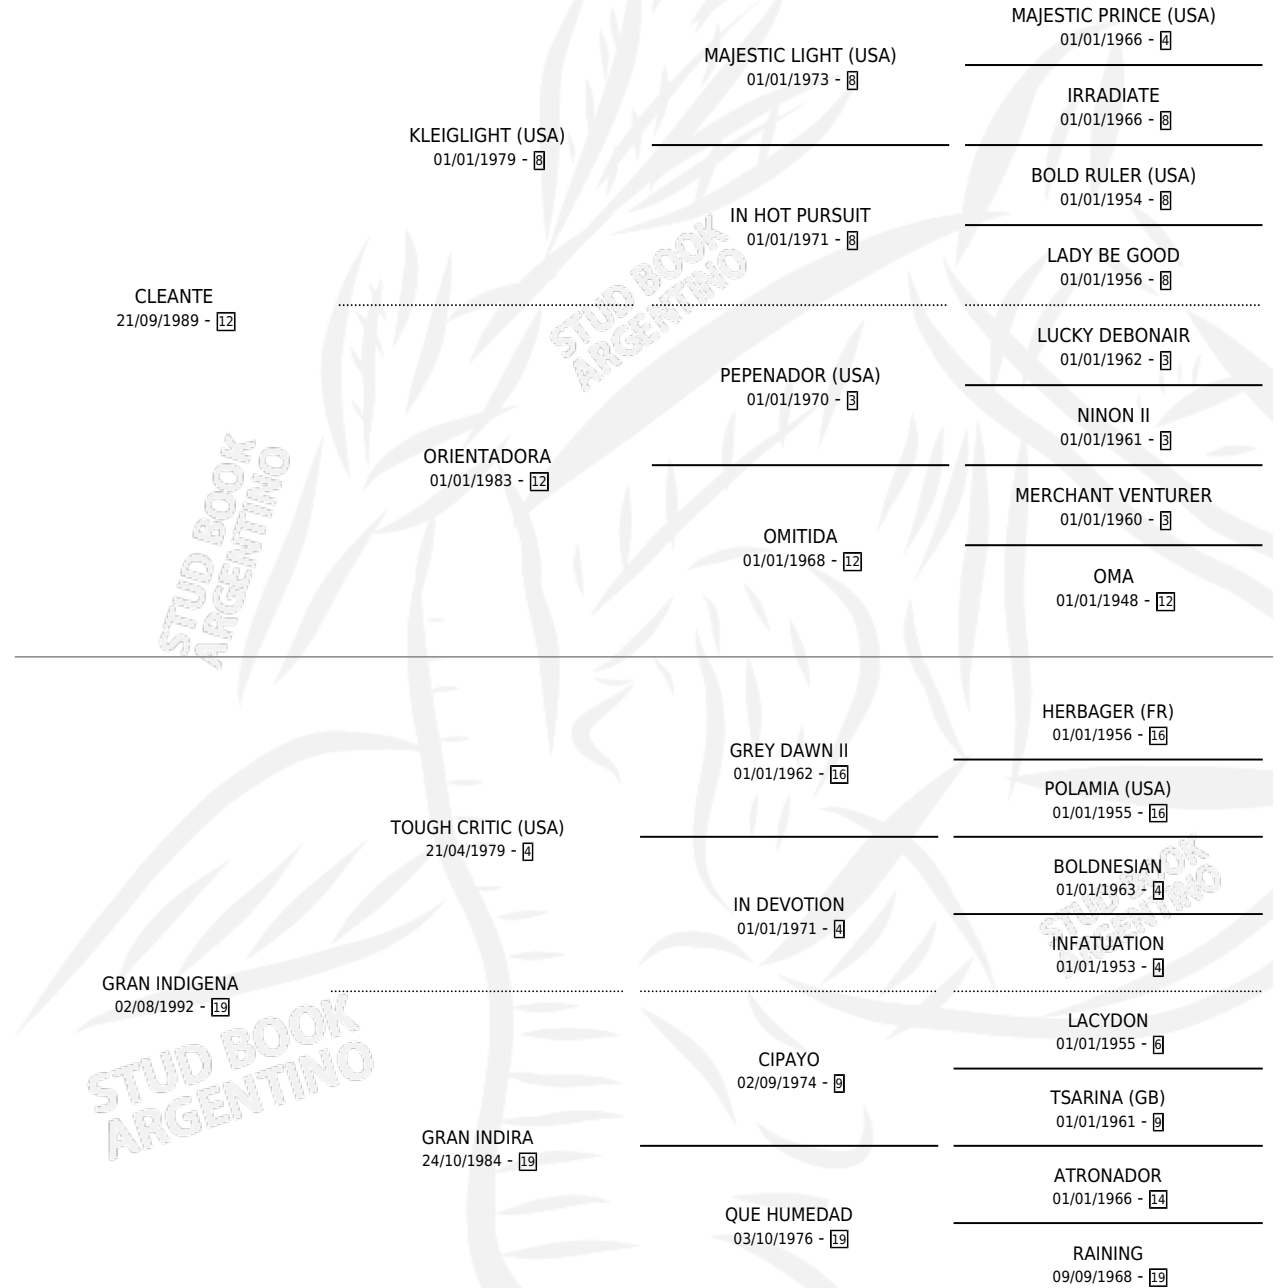 MAJESTIC PRINCE (USA)
01/01/1966 - 4
MAJESTIC LIGHT (USA)
01/01/1973 - 8
IRRADIATE
01/01/1966 - 8
KLEIGLIGHT (USA)
01/01/1979 - 8
BOLD RULER (USA)
01/01/1954 - 8
IN HOT PURSUIT
01/01/1971 - 8
LADY BE GOOD
01/01/1956 - 8
CLEANTE
21/09/1989 - 12
STUD BOOK
ARGENTINO
LUCKY DEBONAIR
01/01/1962 - 3
PEPENADOR (USA)
01/01/1970 - 3
NINON II
01/01/1961 - 3
ORIENTADORA
01/01/1983 - 12
MERCHANT VENTURER
01/01/1960 - 3
OMITIDA
01/01/1968 - 12
OMA
01/01/1948 - 12
STUD BOOK
ARGENTINO
HERBAGER (FR)
01/01/1956 - 16
GREY DAWN II
01/01/1962 - 16
POLAMIA (USA)
01/01/1955 - 16
TOUGH CRITIC (USA)
21/04/1979 - 4
BOLDNESIAN
01/01/1963 - 4
IN DEVOTION
01/01/1971 - 4
INFATUATION
01/01/1953 - 4
STUD BOOK
ARGENTINO
GRAN INDIGENA
02/08/1992 - 19
LACYDON
01/01/1955 - 6
CIPAYO
02/09/1974 - 9
TSARINA (GB)
01/01/1961 - 9
STUD BOOK
ARGENTINO
GRAN INDIRA
24/10/1984 - 19
ATRONADOR
01/01/1966 - 14
QUE HUMEDAD
03/10/1976 - 19
RAINING
09/09/1968 - 19